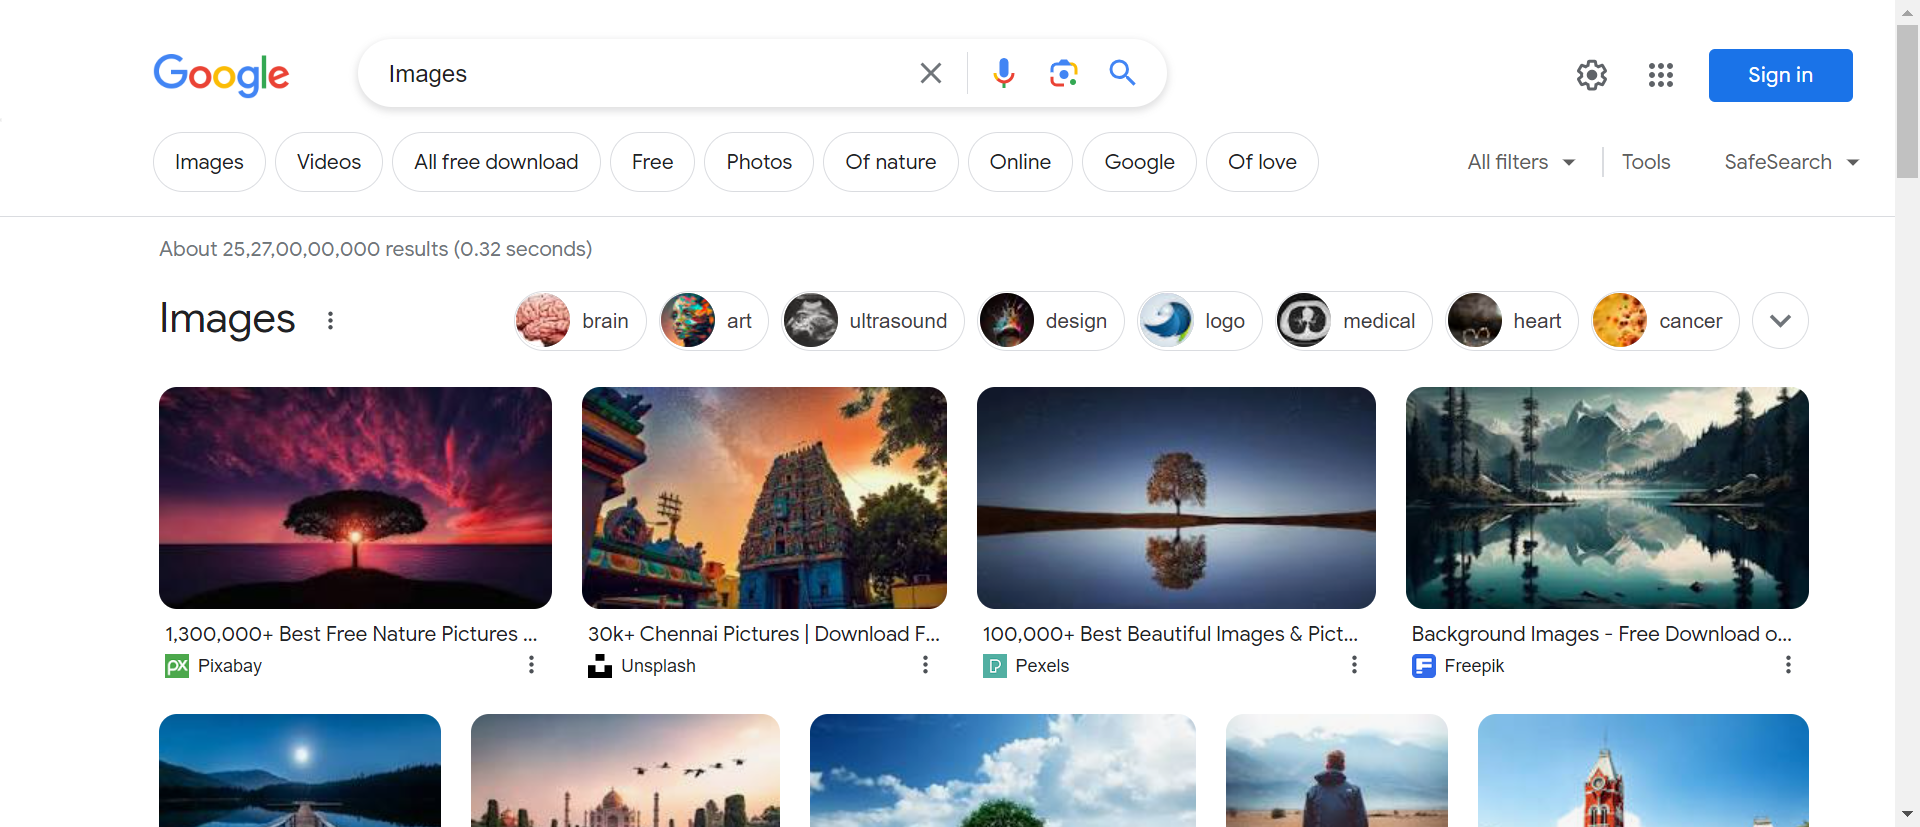 Google
Images
Sign in
Images Videos All free download Free Photos Of nature Online Google Of love All filters Tools SafeSearch
About 25,27,00,00,000 results (0.32 seconds)
Images brain art ultrasound design logo medical heart cancer
1,300,000+ Best Free Nature Pictures ...
px Pixabay
30k+ Chennai Pictures | Download F...
Unsplash
100,000+ Best Beautiful Images & Pict...
P Pexels
Background Images - Free Download o...
F Freepik